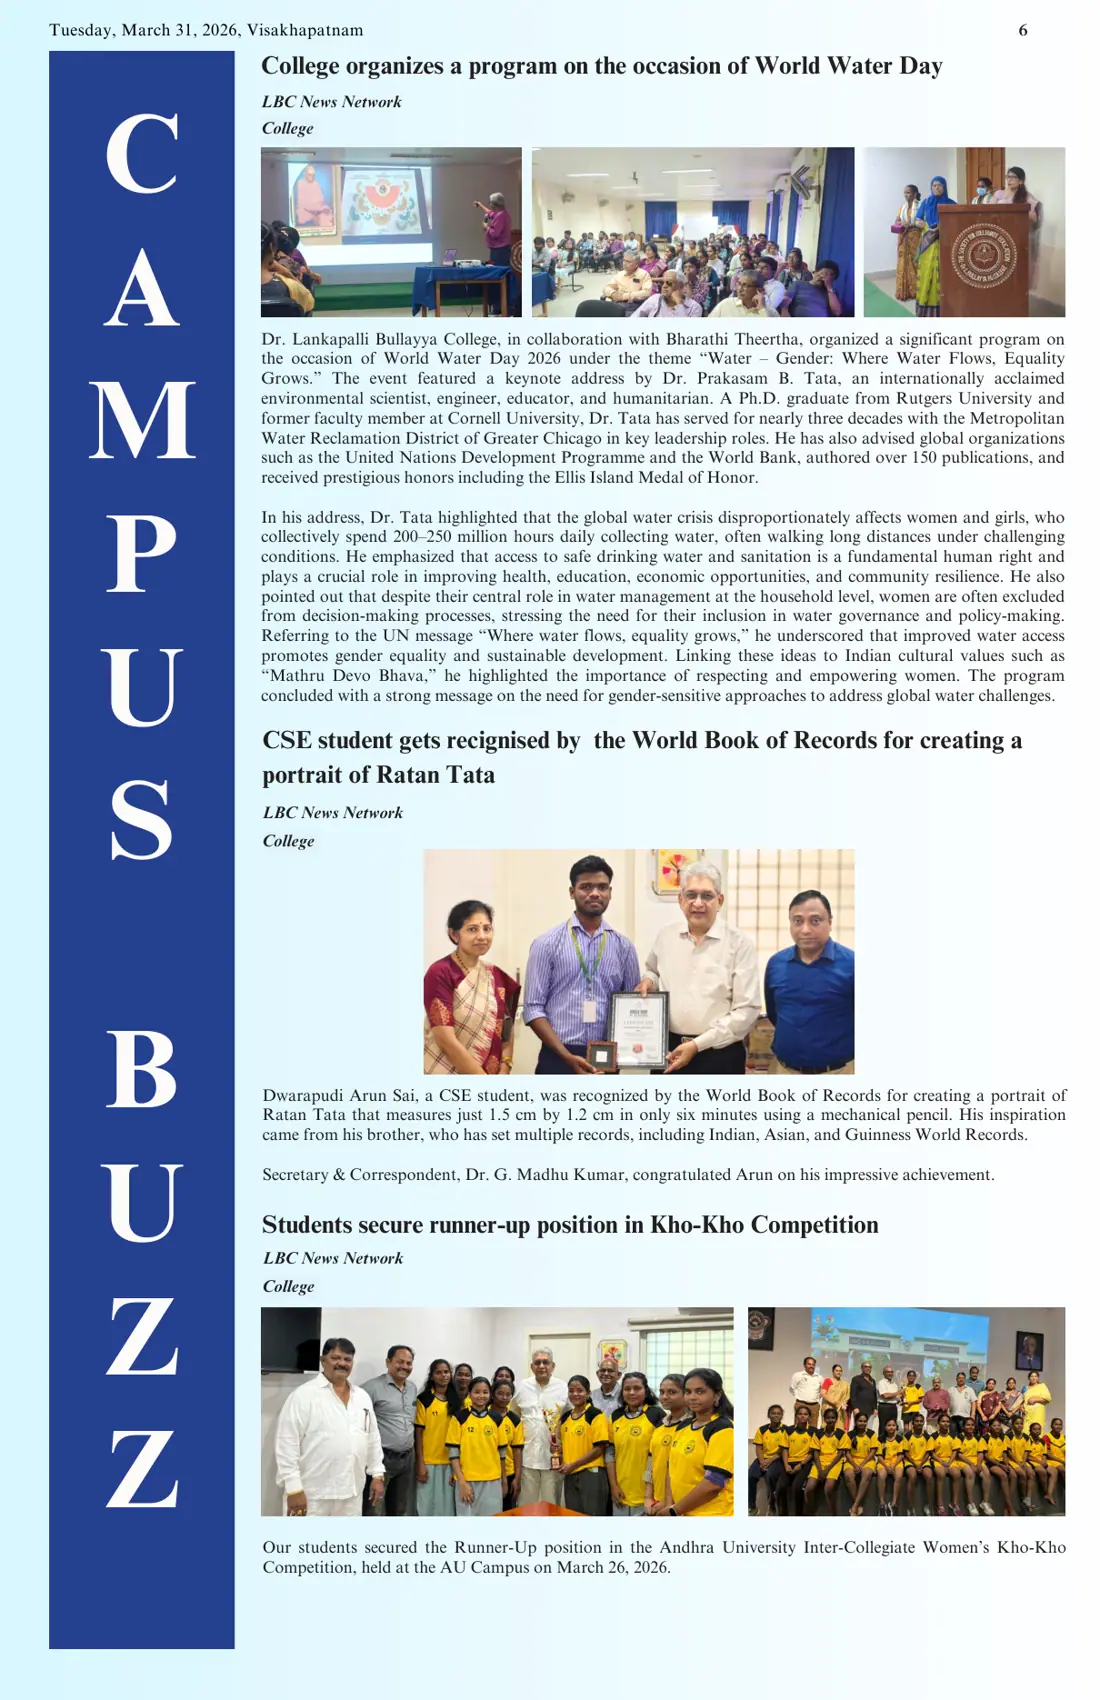 Tuesday, March 31, 2026, Visakhapatnam
6
C
A
M
P
U
S
B
U
Z
Z
College organizes a program on the occasion of World Water Day
LBC News Network
College
Dr. Lankapalli Bullayya College, in collaboration with Bharathi Theertha, organized a significant program on
the occasion of World Water Day 2026 under the theme “Water – Gender: Where Water Flows, Equality
Grows.” The event featured a keynote address by Dr. Prakasam B. Tata, an internationally acclaimed
environmental scientist, engineer, educator, and humanitarian. A Ph.D. graduate from Rutgers University and
former faculty member at Cornell University, Dr. Tata has served for nearly three decades with the Metropolitan
Water Reclamation District of Greater Chicago in key leadership roles. He has also advised global organizations
such as the United Nations Development Programme and the World Bank, authored over 150 publications, and
received prestigious honors including the Ellis Island Medal of Honor.
In his address, Dr. Tata highlighted that the global water crisis disproportionately affects women and girls, who
collectively spend 200–250 million hours daily collecting water, often walking long distances under challenging
conditions. He emphasized that access to safe drinking water and sanitation is a fundamental human right and
plays a crucial role in improving health, education, economic opportunities, and community resilience. He also
pointed out that despite their central role in water management at the household level, women are often excluded
from decision-making processes, stressing the need for their inclusion in water governance and policy-making.
Referring to the UN message “Where water flows, equality grows,” he underscored that improved water access
promotes gender equality and sustainable development. Linking these ideas to Indian cultural values such as
“Mathru Devo Bhava,” he highlighted the importance of respecting and empowering women. The program
concluded with a strong message on the need for gender-sensitive approaches to address global water challenges.
CSE student gets recignised by  the World Book of Records for creating a
portrait of Ratan Tata
LBC News Network
College
Dwarapudi Arun Sai, a CSE student, was recognized by the World Book of Records for creating a portrait of
Ratan Tata that measures just 1.5 cm by 1.2 cm in only six minutes using a mechanical pencil. His inspiration
came from his brother, who has set multiple records, including Indian, Asian, and Guinness World Records.
Secretary & Correspondent, Dr. G. Madhu Kumar, congratulated Arun on his impressive achievement.
Students secure runner-up position in Kho-Kho Competition
LBC News Network
College
Our students secured the Runner-Up position in the Andhra University Inter-Collegiate Women’s Kho-Kho
Competition, held at the AU Campus on March 26, 2026.